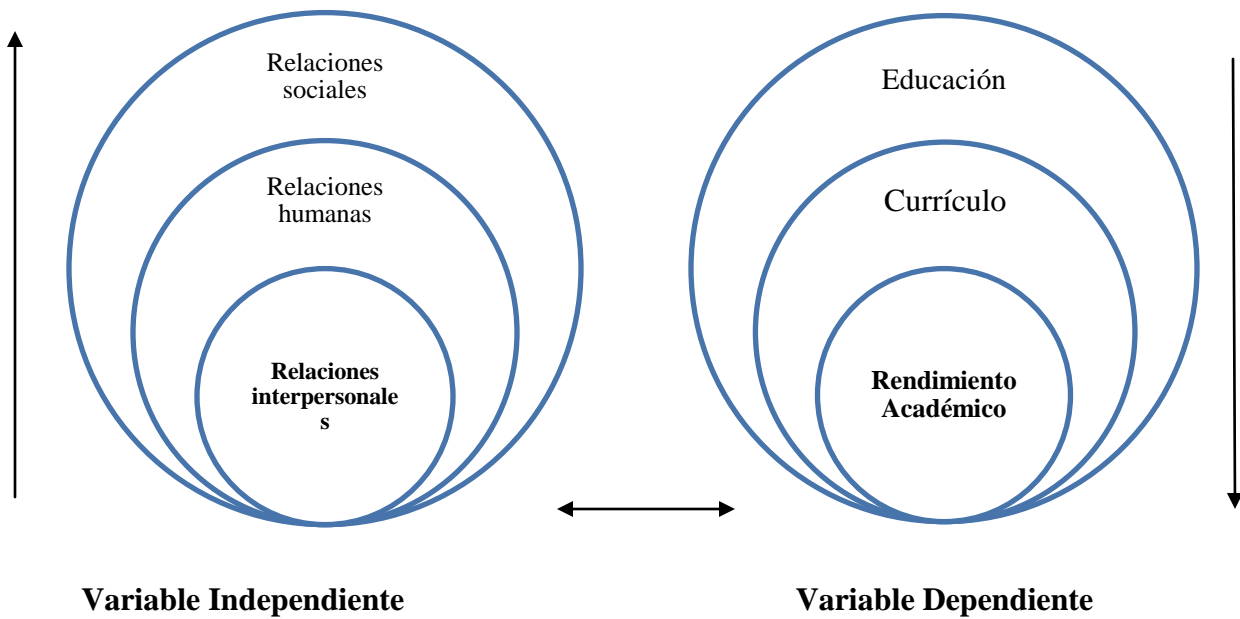 Relaciones
sociales
Relaciones
humanas
Relaciones
interpersonale
s
Educación
Currículo
Rendimiento
Académico
Variable Independiente
Variable Dependiente